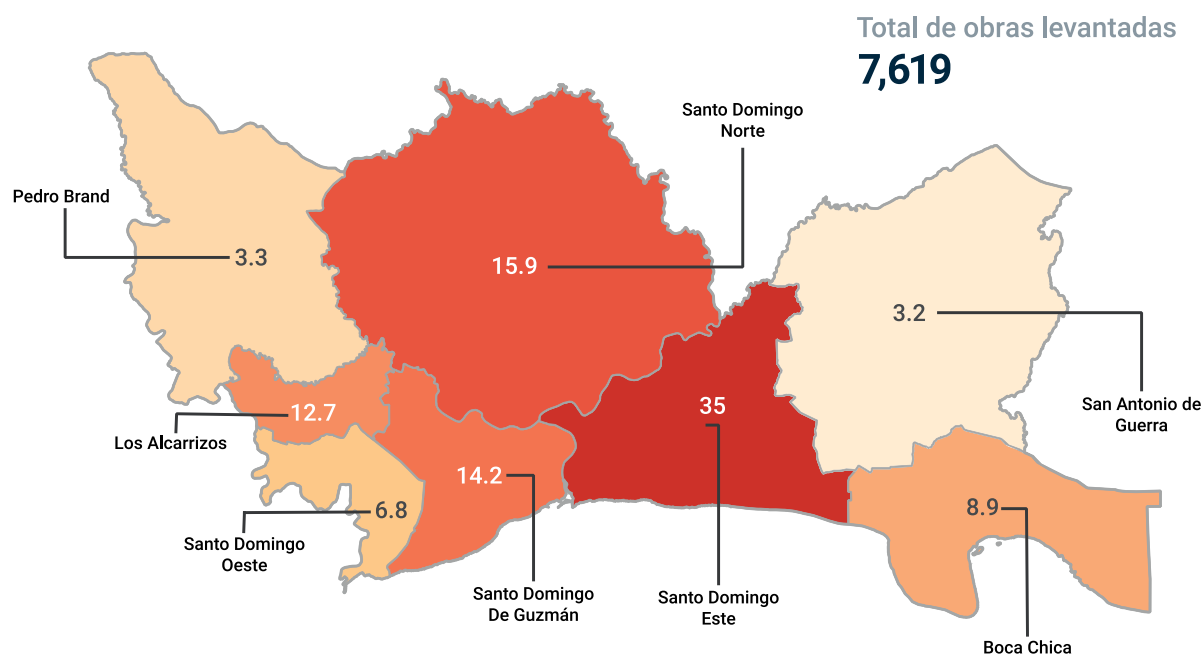 Total de obras levantadas
7,619
Santo Domingo
Norte
Pedro Brand
3.3
15.9
3.2
San Antonio de
Guerra
12.7
Los Alcarrizos
35
14.2
6.8
8.9
Santo Domingo
Oeste
Santo Domingo
De Guzmán
Santo Domingo
Este
Boca Chica